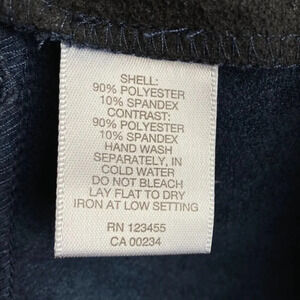 SHELL:
90% POLYESTER
10% SPANDEX
CONTRAST:
90% POLYESTER
10% SPANDEX
HAND WASH
SEPARATELY, IN
COLD WATER
DO NOT BLEACH
LAY FLAT TO DRY
IRON AT LOW SETTING
RN 123455
CA 00234